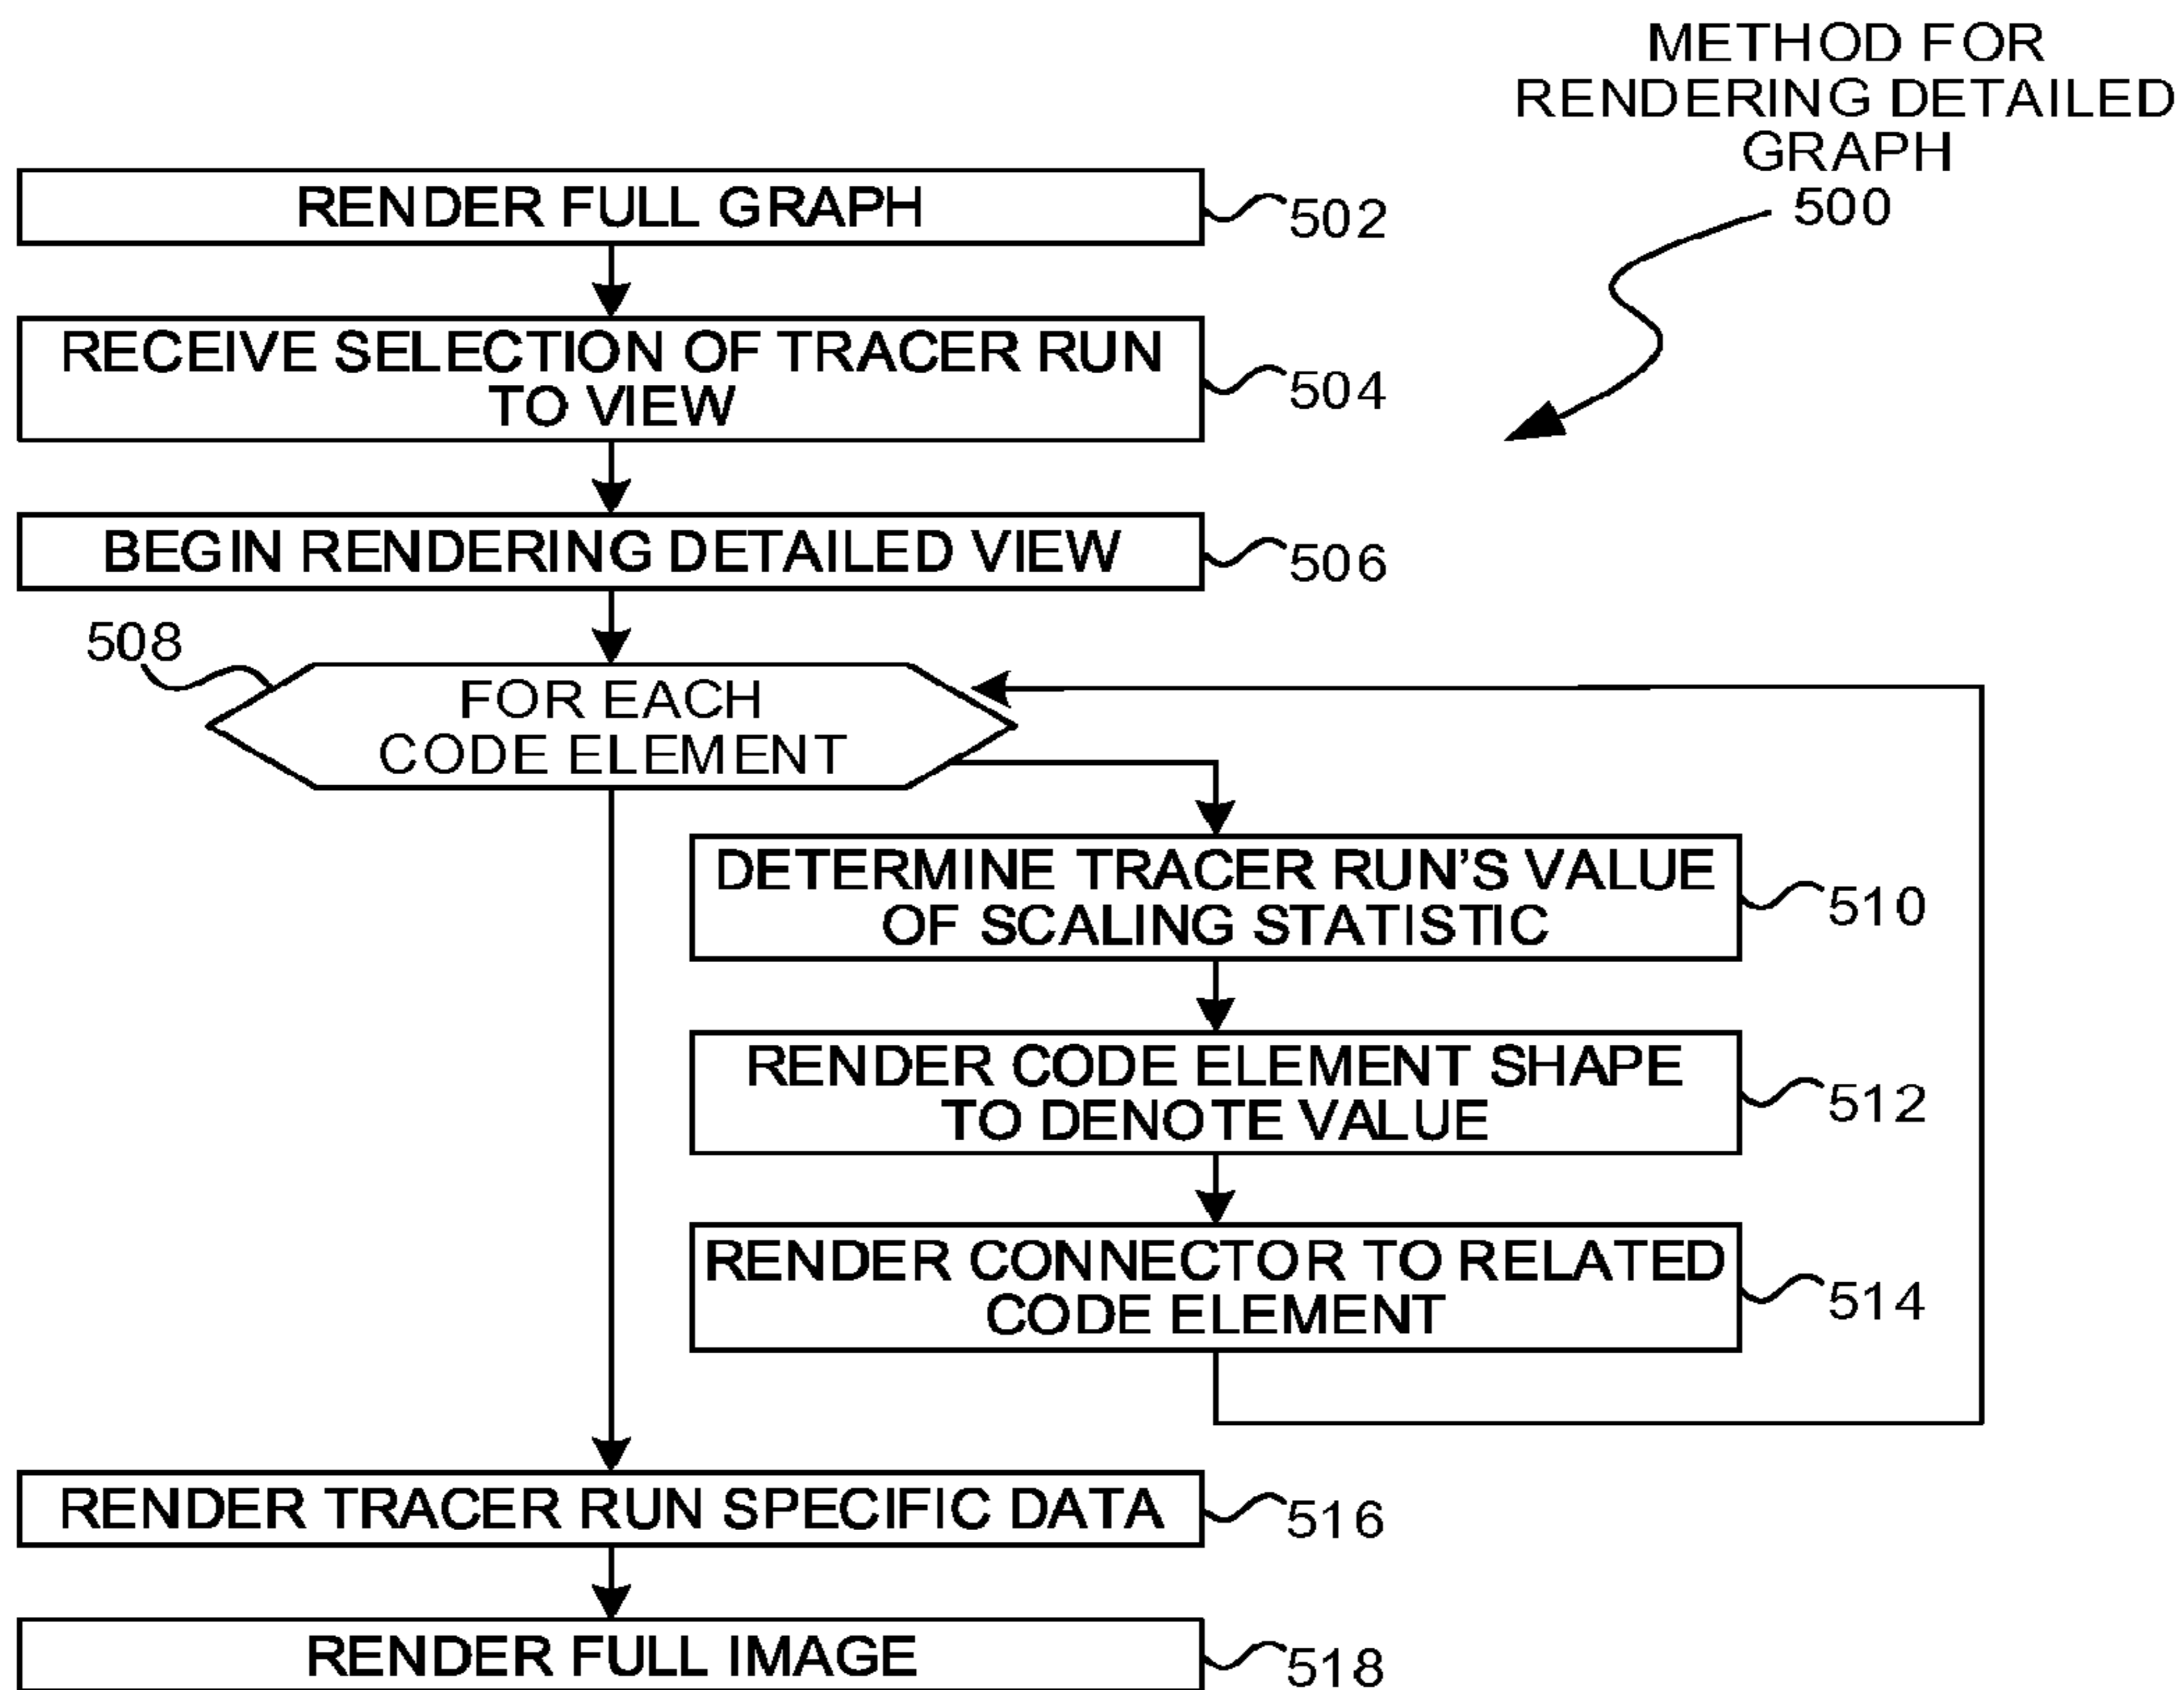 METHOD FOR
RENDERING DETAILED
GRAPH
500
RENDER FULL GRAPH
502
RECEIVE SELECTION OF TRACER RUN
TO VIEW
504
BEGIN RENDERING DETAILED VIEW
506
508
FOR EACH
CODE ELEMENT
DETERMINE TRACER RUN'S VALUE
OF SCALING STATISTIC
510
RENDER CODE ELEMENT SHAPE
TO DENOTE VALUE
512
RENDER CONNECTOR TO RELATED
CODE ELEMENT
514
RENDER TRACER RUN SPECIFIC DATA
516
RENDER FULL IMAGE
518